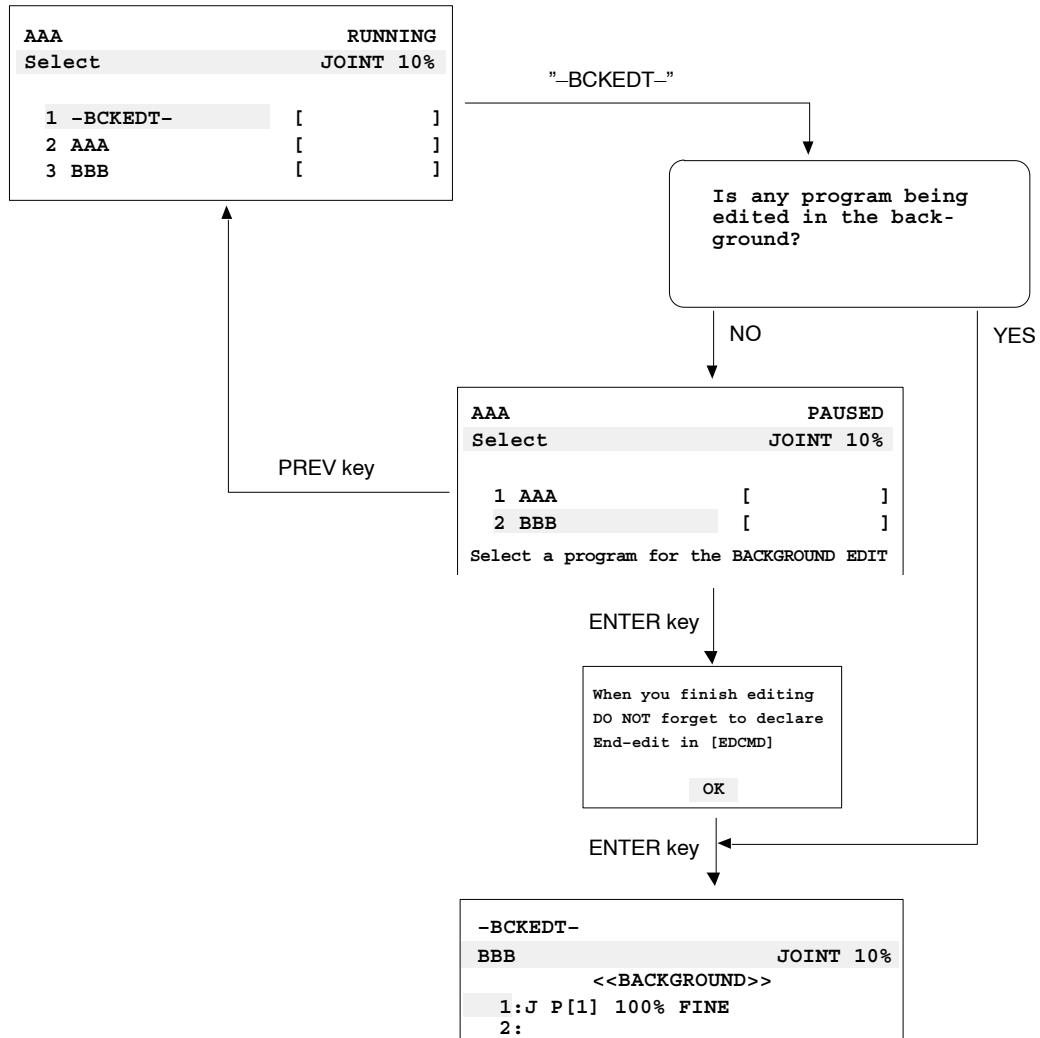 AAA RUNNING
Select JOINT 10%
1 –BCKEDT– [ ]
2 AAA [ ]
3 BBB [ ]
”–BCKEDT–”
Is any program being
edited in the back-
ground?
NO
YES
AAA PAUSED
Select JOINT 10%
1 AAA [ ]
2 BBB [ ]
Select a program for the BACKGROUND EDIT
PREV key
ENTER key
When you finish editing
DO NOT forget to declare
End-edit in [EDCMD]
OK
ENTER key
–BCKEDT–
BBB JOINT 10%
<<BACKGROUND>>
1:J P[1] 100% FINE
2: